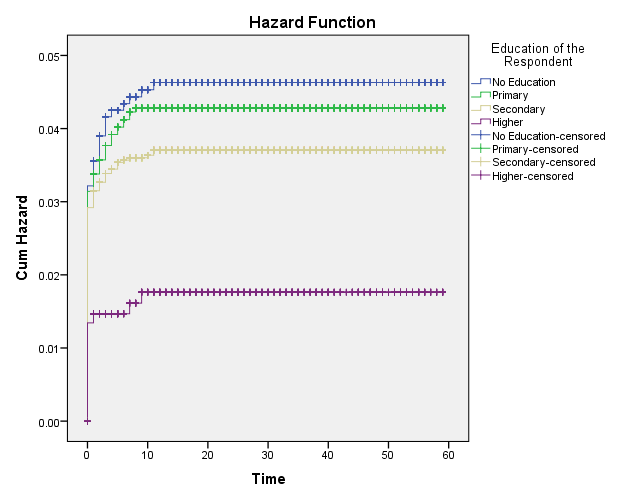 Hazard Function
Education of the
Respondent
No Education
Primary
Secondary
Higher
No Education-censored
Primary-censored
Secondary-censored
Higher-censored
Cum Hazard
0.05
0.04
0.03
0.02
0.01
0.00
0 10 20 30 40 50 60
Time